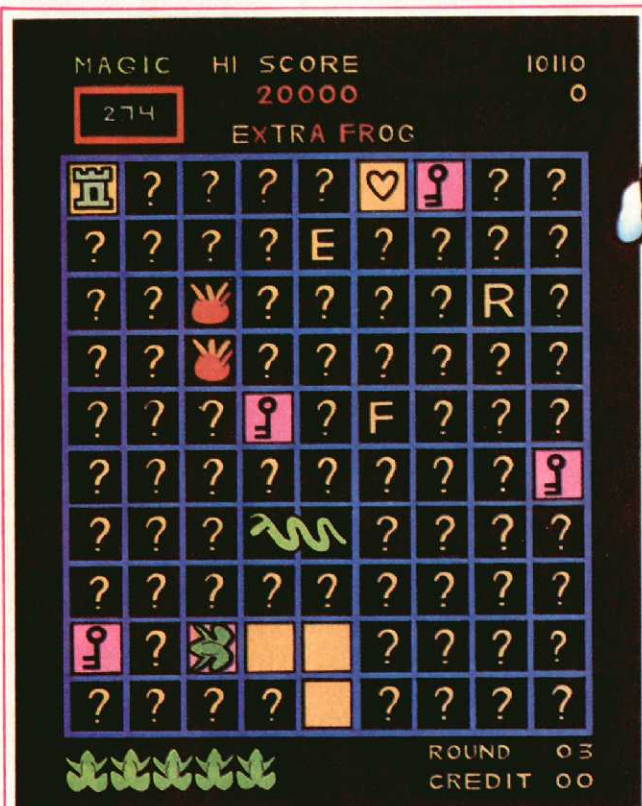 MAGIC HI SCORE 10110
274 20000 0
EXTRA FROG
? ? ? ? ? ?
? ? ? ? E ? ? ? ?
? ? ? ? ? ? R ?
? ? ? ? ? ? ? ?
? ? ? ? F ? ? ?
? ? ? ? ? ? ? ?
? ? ? ? ? ? ?
? ? ? ? ? ? ? ? ?
? ? ? ? ?
? ? ? ? ? ? ? ?
ROUND 03
CREDIT 00